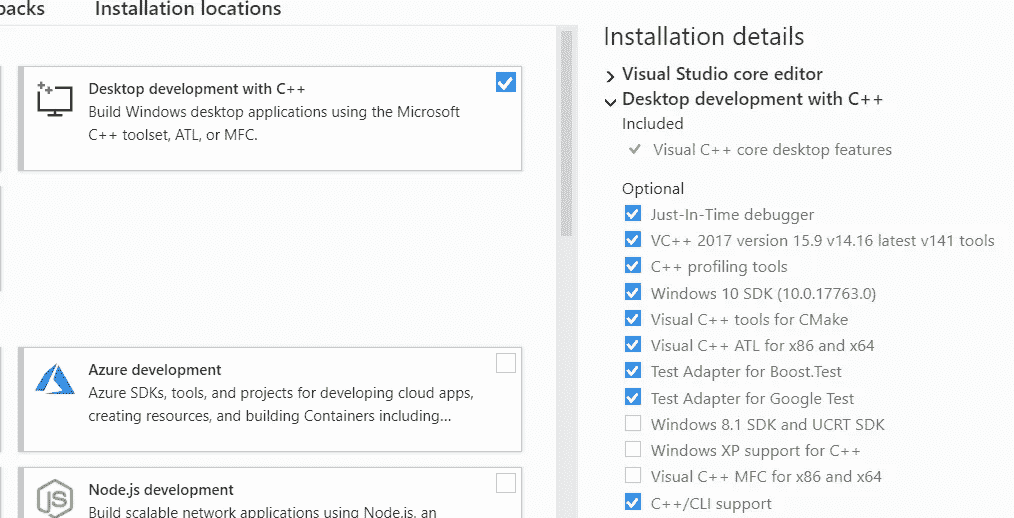 packs Installation locations
Desktop development with C++
Build Windows desktop applications using the Microsoft
C++ toolset, ATL, or MFC.
Azure development
Azure SDKs, tools, and projects for developing cloud apps,
creating resources, and building Containers including...
Node.js development
Build scalable network applications using Node.js, an
Installation details
Visual Studio core editor
Desktop development with C++
Included
Visual C++ core desktop features
Optional
Just-In-Time debugger
VC++ 2017 version 15.9 v14.16 latest v141 tools
C++ profiling tools
Windows 10 SDK (10.0.17763.0)
Visual C++ tools for CMake
Visual C++ ATL for x86 and x64
Test Adapter for Boost.Test
Test Adapter for Google Test
Windows 8.1 SDK and UCRT SDK
Windows XP support for C++
Visual C++ MFC for x86 and x64
C++/CLI support